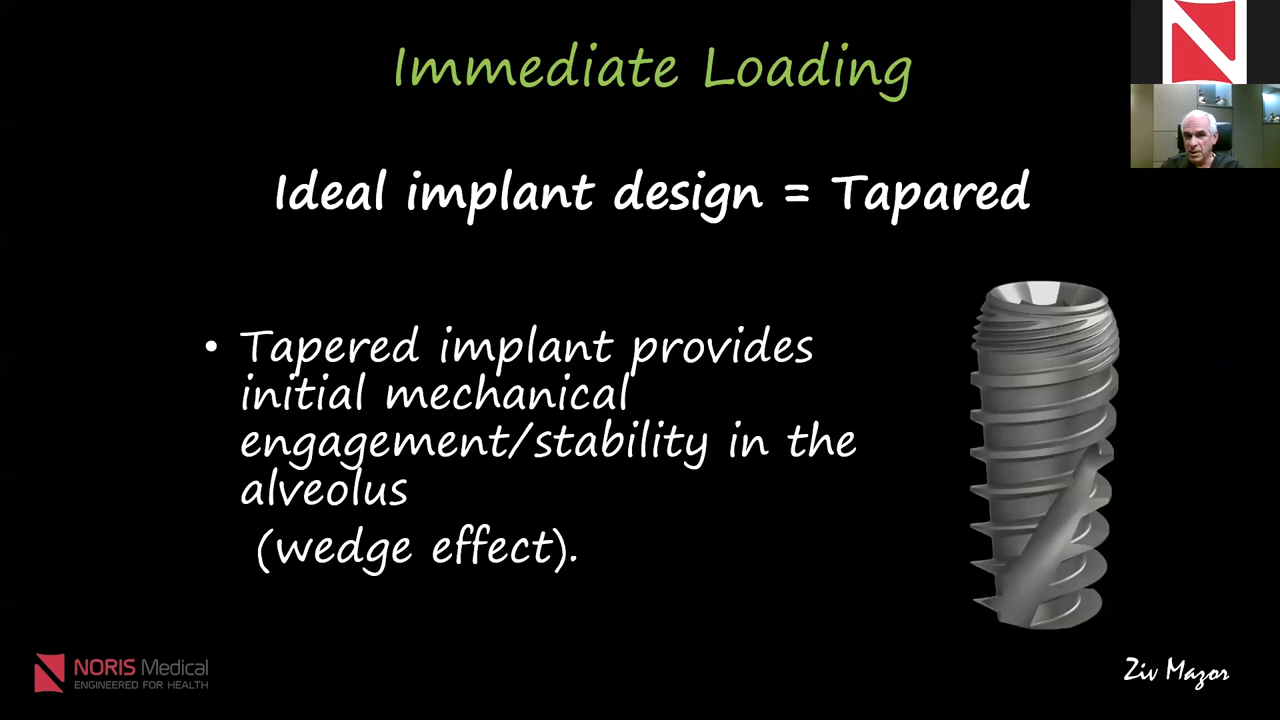 Immediate Loading
Ideal implant design = Tapared
• Tapered implant provides
initial mechanical
engagement/stability in the
alveolus
(wedge effect).
NORIS Medical
ENGINEERED FOR HEALTH
Ziv Mazor